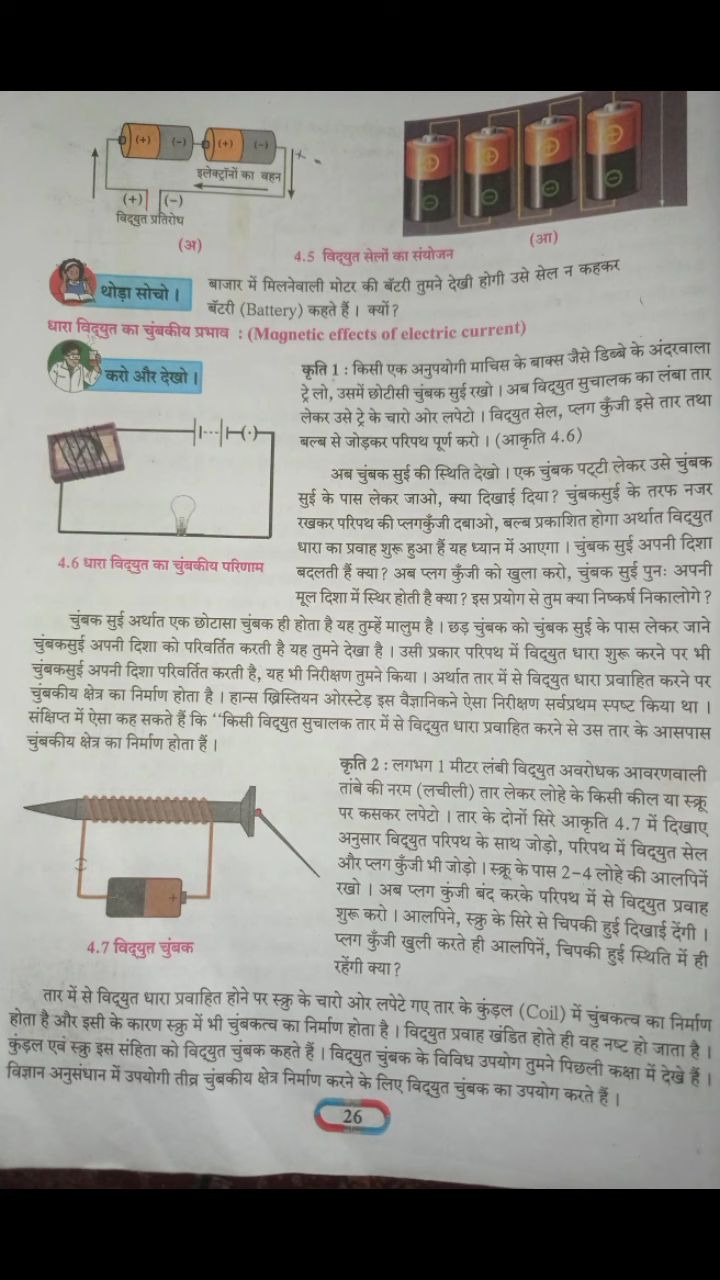 (+) (-) (+) (-)
इलेक्ट्रॉनों का वहन
(+) (-)
विद्युत प्रतिरोध
(अ)
(आ)
4.5 विद्युत सेलों का संयोजन
थोड़ा सोचो ।
बाजार में मिलनेवाली मोटर की बॅटरी तुमने देखी होगी उसे सेल न कहकर
बॅटरी (Battery) कहते हैं । क्यों ?
धारा विद्युत का चुंबकीय प्रभाव : (Magnetic effects of electric current)
करो और देखो ।
कृति 1 : किसी एक अनुपयोगी माचिस के बाक्स जैसे डिब्बे के अंदरवाला
ट्रे लो, उसमें छोटीसी चुंबक सुई रखो । अब विद्युत सुचालक का लंबा तार
लेकर उसे ट्रे के चारो ओर लपेटो । विद्युत सेल, प्लग कुँजी इसे तार तथा
बल्ब से जोड़कर परिपथ पूर्ण करो । (आकृति 4.6)
अब चुंबक सुई की स्थिति देखो । एक चुंबक पट्टी लेकर उसे चुंबक
सुई के पास लेकर जाओ, क्या दिखाई दिया ? चुंबकसुई के तरफ नजर
रखकर परिपथ की प्लगकुँजी दबाओ, बल्ब प्रकाशित होगा अर्थात विद्युत
धारा का प्रवाह शुरू हुआ हैं यह ध्यान में आएगा । चुंबक सुई अपनी दिशा
बदलती हैं क्या ? अब प्लग कुँजी को खुला करो, चुंबक सुई पुनः अपनी
मूल दिशा में स्थिर होती है क्या ? इस प्रयोग से तुम क्या निष्कर्ष निकालोगे ?
4.6 धारा विद्युत का चुंबकीय परिणाम
चुंबक सुई अर्थात एक छोटासा चुंबक ही होता है यह तुम्हें मालुम है । छड़ चुंबक को चुंबक सुई के पास लेकर जाने
चुंबकसुई अपनी दिशा को परिवर्तित करती है यह तुमने देखा है । उसी प्रकार परिपथ में विद्युत धारा शुरू करने पर भी
चुंबकसुई अपनी दिशा परिवर्तित करती है, यह भी निरीक्षण तुमने किया । अर्थात तार में से विद्युत धारा प्रवाहित करने पर
चुंबकीय क्षेत्र का निर्माण होता है । हान्स ख्रिस्तियन ओरस्टेड़ इस वैज्ञानिकने ऐसा निरीक्षण सर्वप्रथम स्पष्ट किया था ।
संक्षिप्त में ऐसा कह सकते हैं कि ‘‘किसी विद्युत सुचालक तार में से विद्युत धारा प्रवाहित करने से उस तार के आसपास
चुंबकीय क्षेत्र का निर्माण होता हैं ।
कृति 2 : लगभग 1 मीटर लंबी विद्युत अवरोधक आवरणवाली
तांबे की नरम (लचीली) तार लेकर लोहे के किसी कील या स्क्रू
पर कसकर लपेटो । तार के दोनों सिरे आकृति 4.7 में दिखाए
अनुसार विद्युत परिपथ के साथ जोड़ो, परिपथ में विद्युत सेल
और प्लग कुँजी भी जोड़ो । स्क्रू के पास 2-4 लोहे की आलपिनें
रखो । अब प्लग कुंजी बंद करके परिपथ में से विद्युत प्रवाह
शुरू करो । आलपिने, स्क्रु के सिरे से चिपकी हुई दिखाई देंगी ।
प्लग कुँजी खुली करते ही आलपिनें, चिपकी हुई स्थिति में ही
रहेंगी क्या ?
4.7 विद्युत चुंबक
तार में से विद्युत धारा प्रवाहित होने पर स्क्रु के चारो ओर लपेटे गए तार के कुंड़ल (Coil) में चुंबकत्व का निर्माण
होता है और इसी के कारण स्क्रु में भी चुंबकत्व का निर्माण होता है । विद्युत प्रवाह खंडित होते ही वह नष्ट हो जाता है ।
कुंड़ल एवं स्क्रु इस संहिता को विद्युत चुंबक कहते हैं । विद्युत चुंबक के विविध उपयोग तुमने पिछली कक्षा में देखे हैं ।
विज्ञान अनुसंधान में उपयोगी तीव्र चुंबकीय क्षेत्र निर्माण करने के लिए विद्युत चुंबक का उपयोग करते हैं ।
26